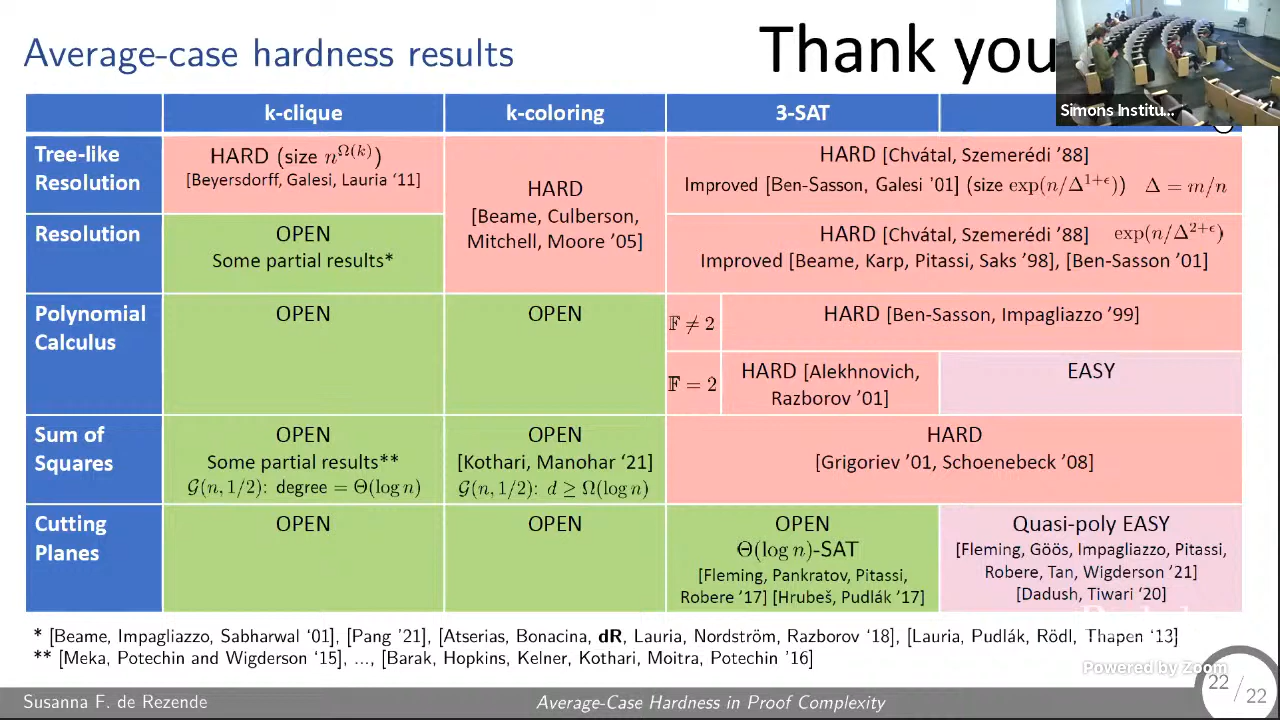 Average-case hardness results
Thank you
Simons Institu...
k-clique
k-coloring
3-SAT
Tree-like
Resolution
HARD (size n^{Ω(k)})
[Beyersdorff, Galesi, Lauria ‘11]
HARD
[Beame, Culberson,
Mitchell, Moore ’05]
HARD [Chvátal, Szemerédi ’88]
Improved [Ben-Sasson, Galesi ’01] (size exp(n/Δ^{1+ϵ})) Δ = m/n
Resolution
OPEN
Some partial results*
HARD [Chvátal, Szemerédi ’88] exp(n/Δ^{2+ϵ})
Improved [Beame, Karp, Pitassi, Saks ’98], [Ben-Sasson ’01]
Polynomial
Calculus
OPEN
OPEN
𝔽 ≠ 2
HARD [Ben-Sasson, Impagliazzo ’99]
𝔽 = 2
HARD [Alekhnovich,
Razborov ’01]
EASY
Sum of
Squares
OPEN
Some partial results**
𝒢(n, 1/2): degree = Θ(log n)
OPEN
[Kothari, Manohar ‘21]
𝒢(n, 1/2): d ≥ Ω(log n)
HARD
[Grigoriev ’01, Schoenebeck ’08]
Cutting
Planes
OPEN
OPEN
OPEN
Θ(log n)-SAT
[Fleming, Pankratov, Pitassi,
Robere ’17] [Hrubeš, Pudlák ’17]
Quasi-poly EASY
[Fleming, Göös, Impagliazzo, Pitassi,
Robere, Tan, Wigderson ’21]
[Dadush, Tiwari ‘20]
* [Beame, Impagliazzo, Sabharwal ‘01], [Pang ’21], [Atserias, Bonacina, dR, Lauria, Nordström, Razborov ‘18], [Lauria, Pudlák, Rödl, Thapen ‘13]
** [Meka, Potechin and Wigderson ‘15], ..., [Barak, Hopkins, Kelner, Kothari, Moitra, Potechin ’16]
Powered by Zoom
Susanna F. de Rezende
Average-Case Hardness in Proof Complexity
22 / 22